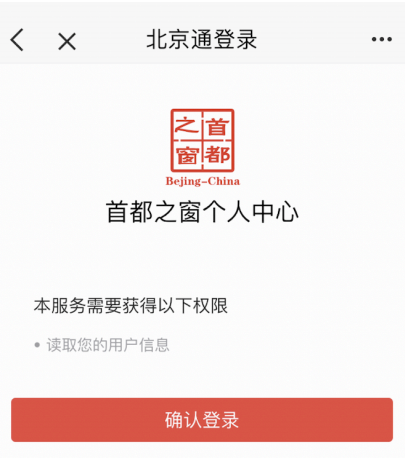 北京通登录
首都之窗
Bejing-China
首都之窗个人中心
本服务需要获得以下权限
• 读取您的用户信息
确认登录